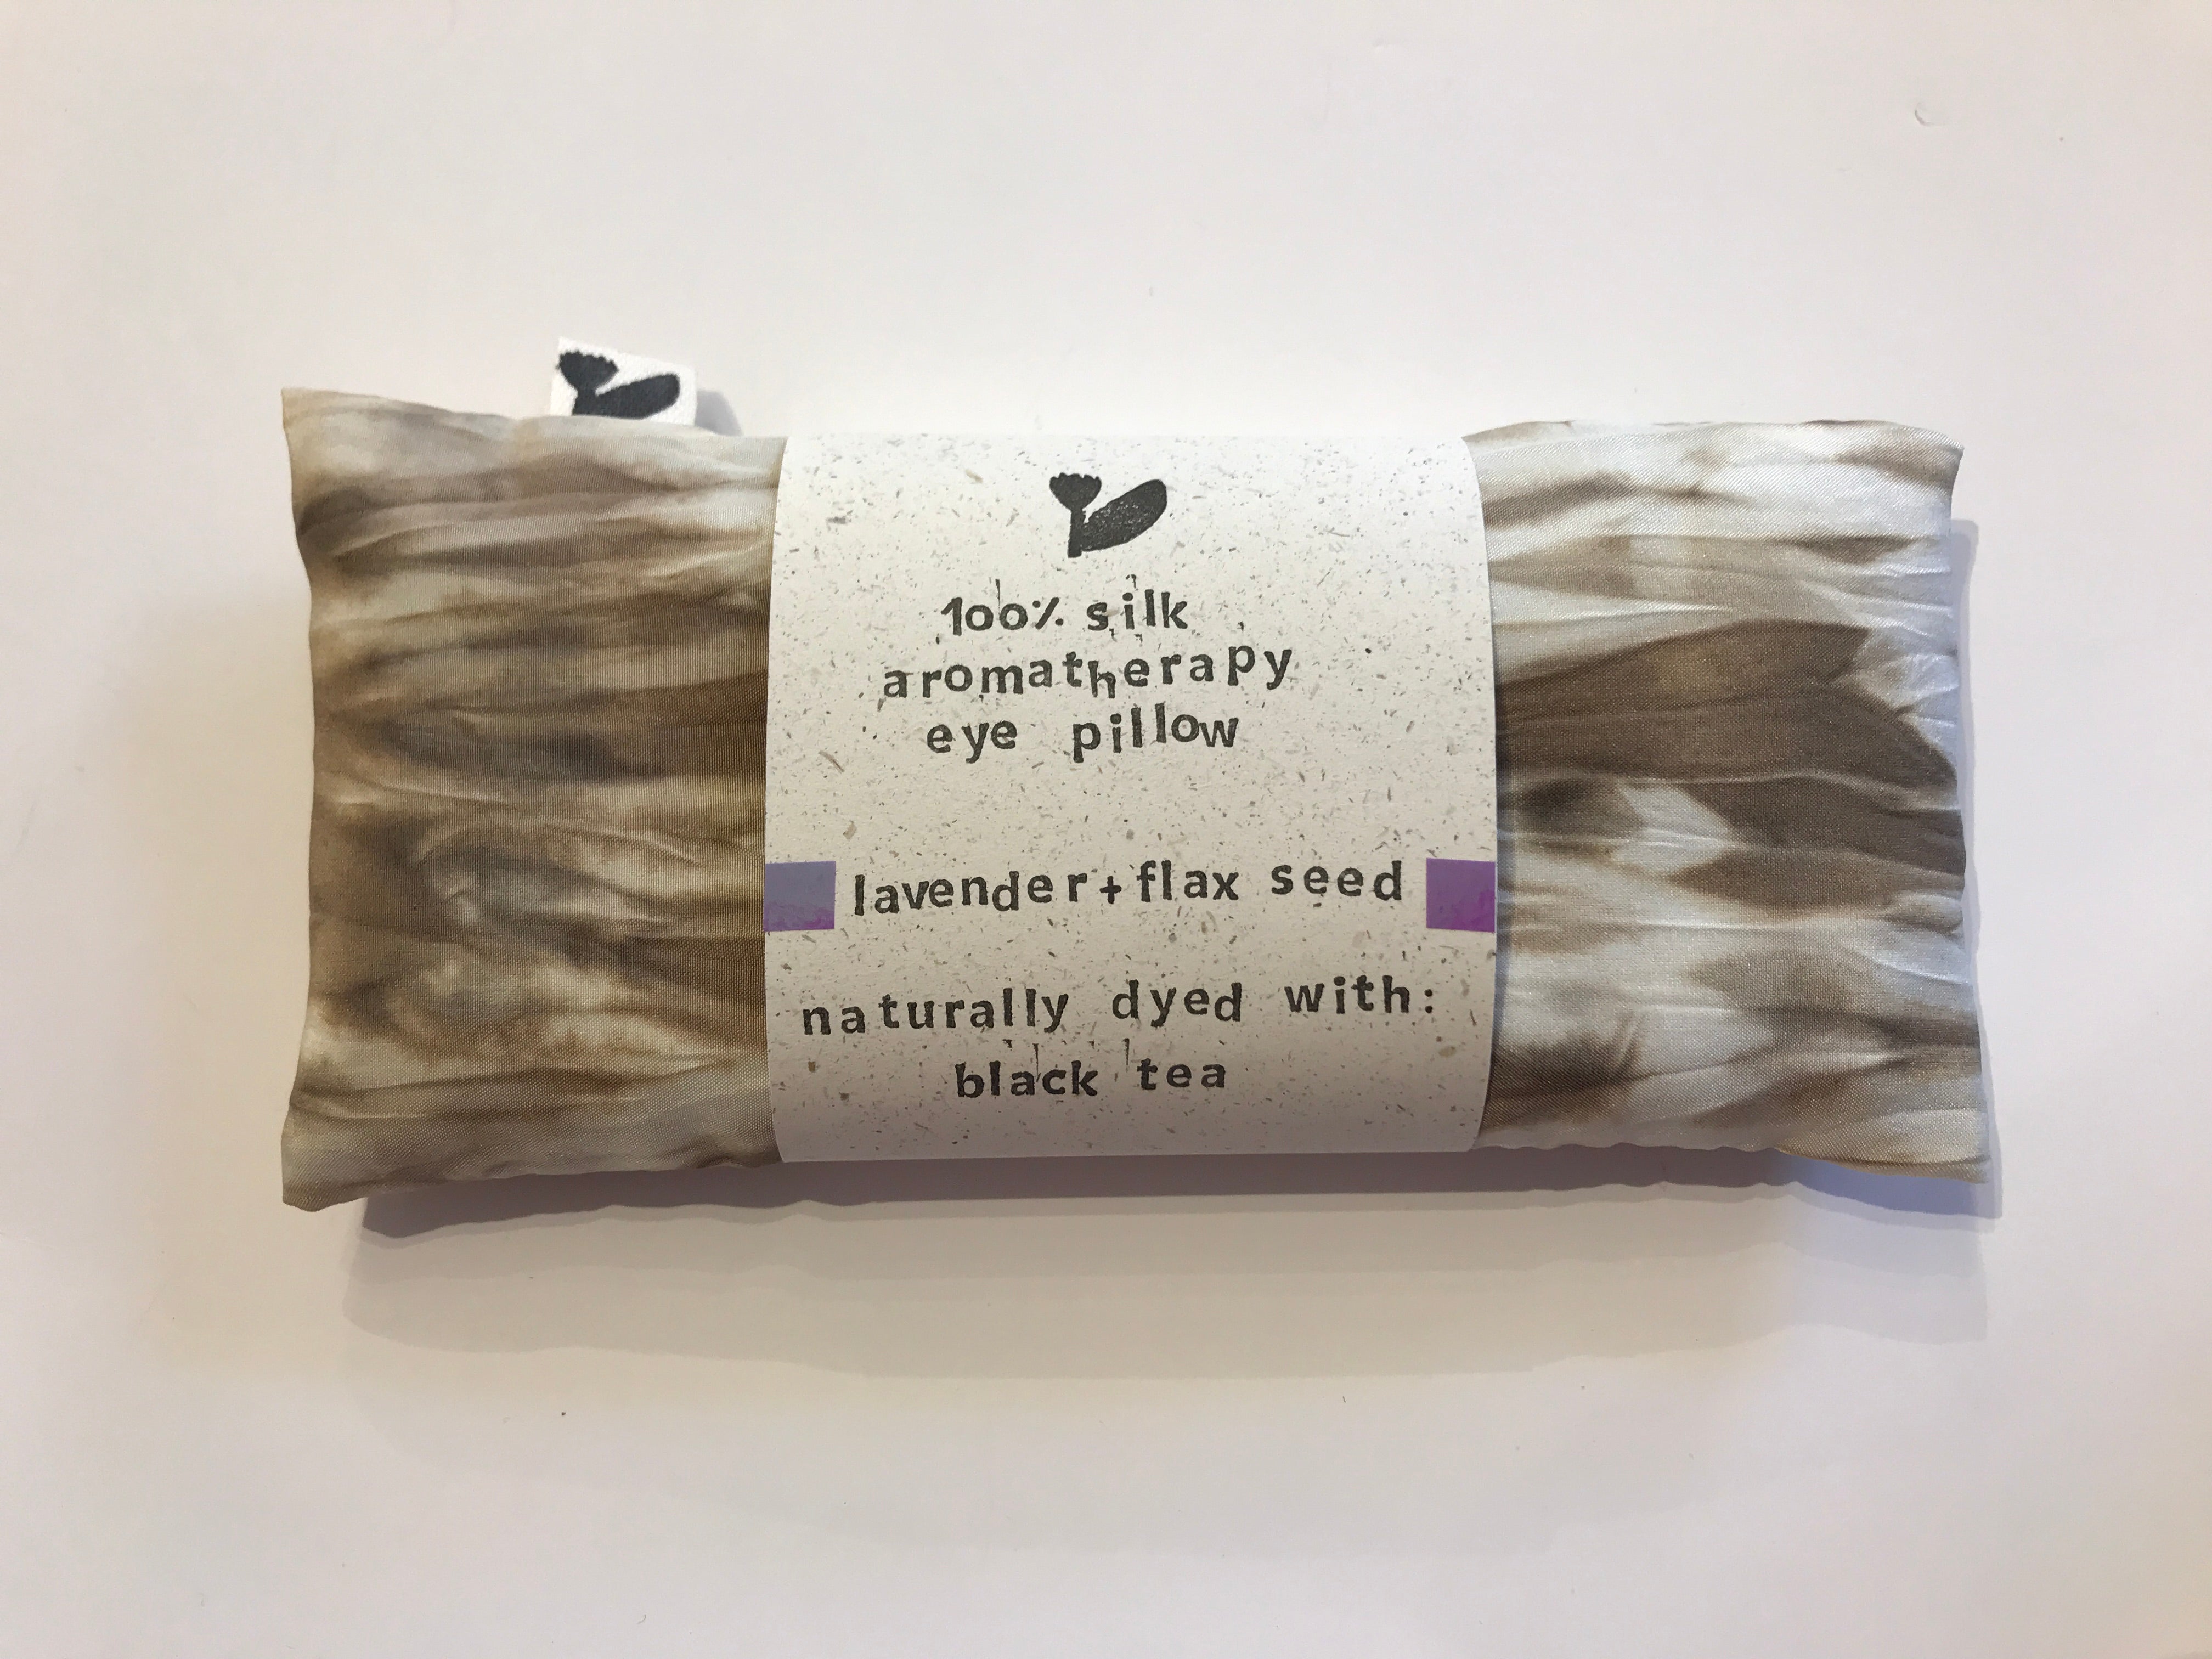 100% silk
aromatherapy
eye pillow
lavender+flax seed
naturally dyed with:
black tea